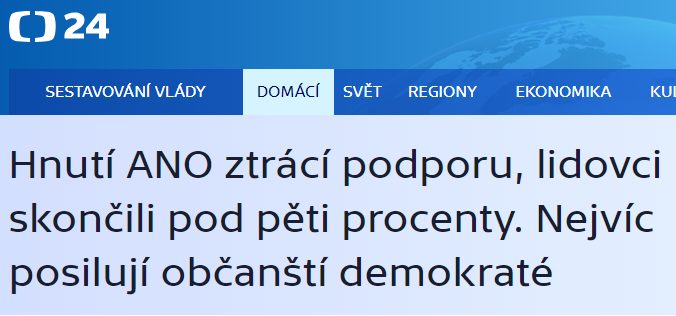 24
SESTAVOVÁNÍ VLÁDY DOMÁCÍ SVĚT REGIONY EKONOMIKA KUL
Hnutí ANO ztrácí podporu, lidovci
skončili pod pěti procenty. Nejvíc
posilují občanští demokraté